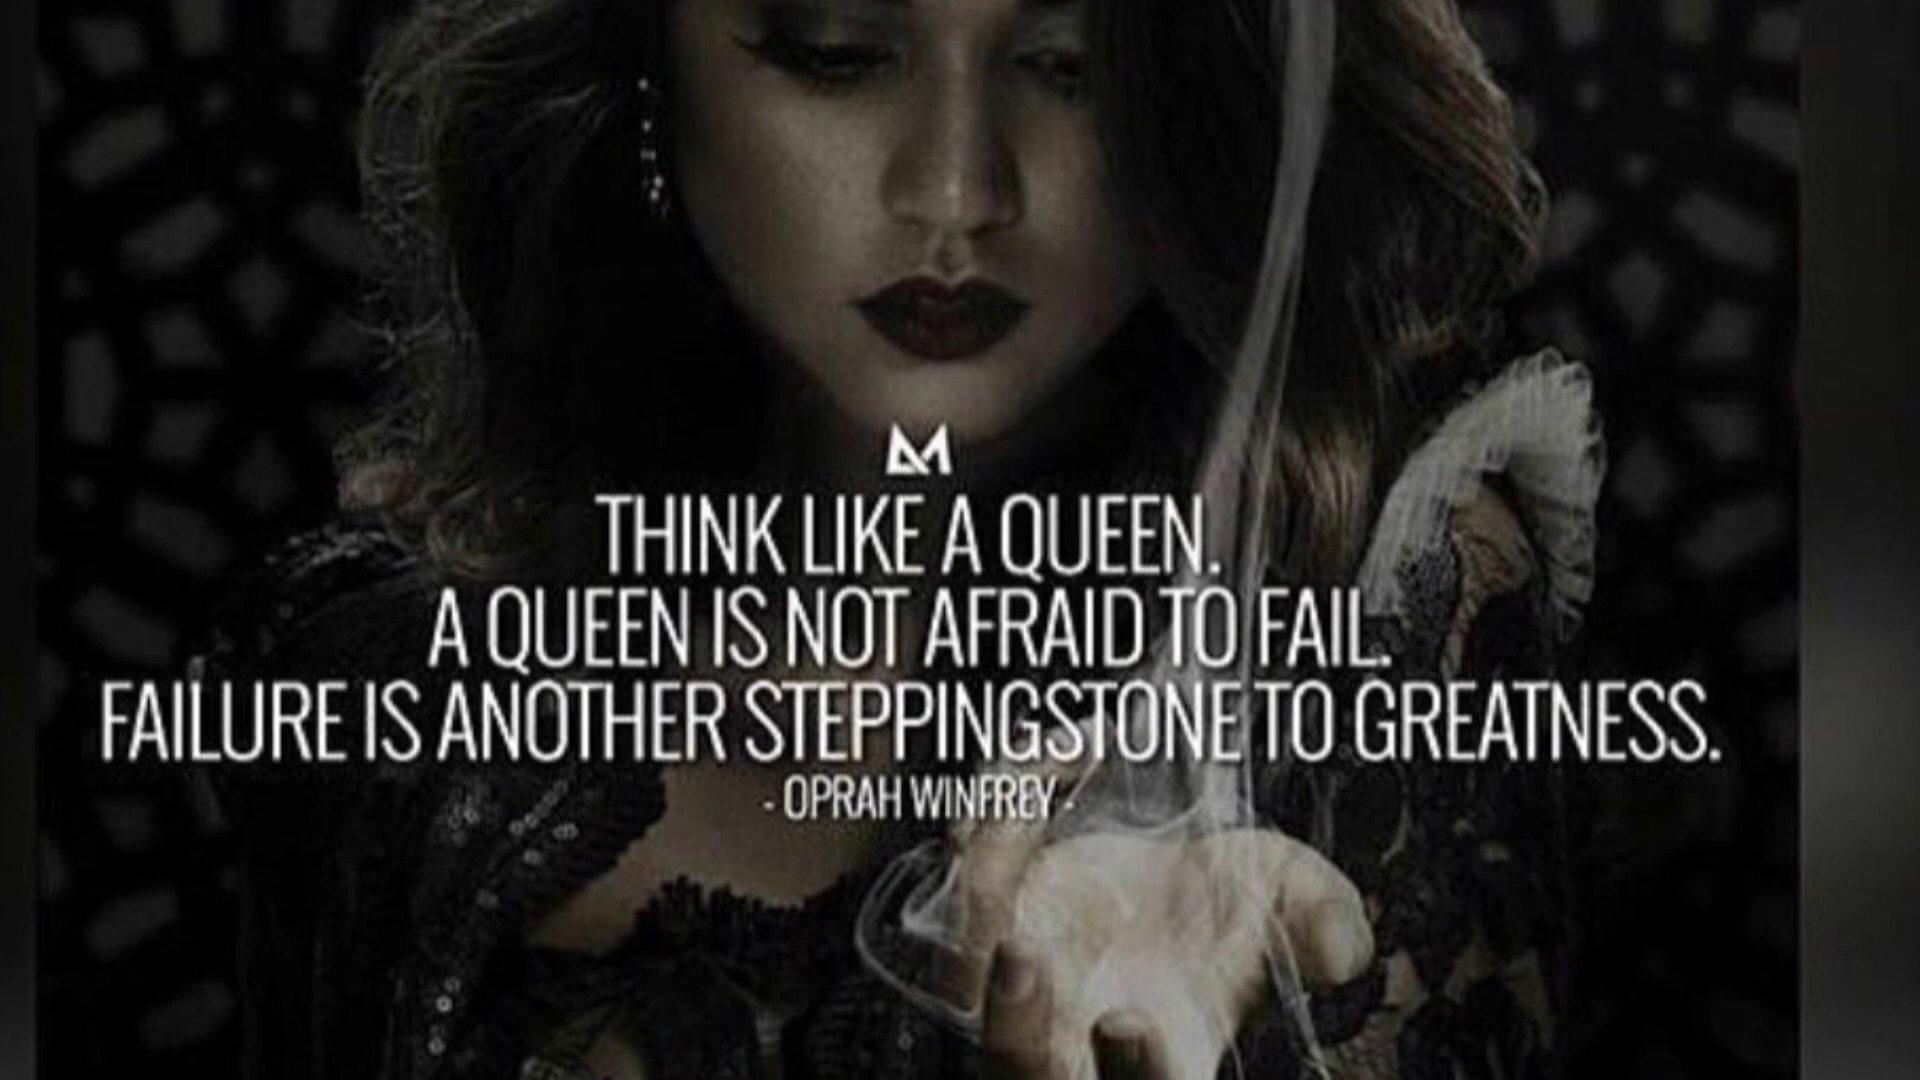 THINK LIKE A QUEEN.
A QUEEN IS NOT AFRAID TO FAIL.
FAILURE IS ANOTHER STEPPINGSTONE TO GREATNESS.
- OPRAH WINFREY -